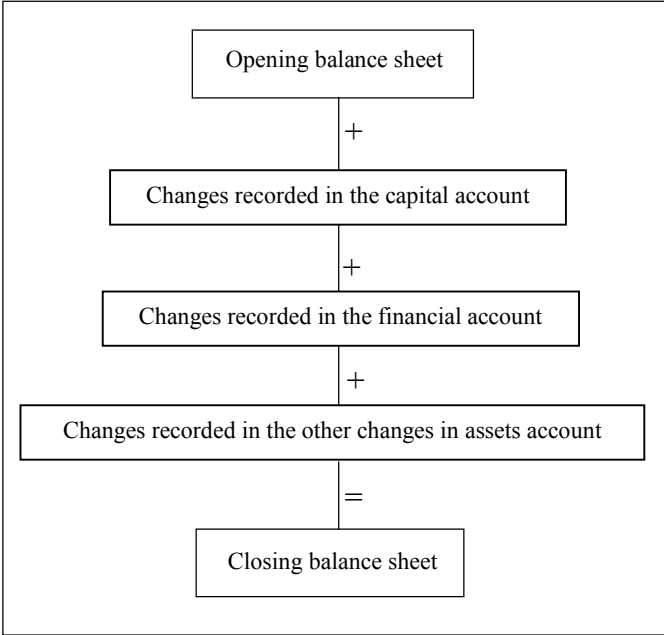 Opening balance sheet
+
Changes recorded in the capital account
+
Changes recorded in the financial account
+
Changes recorded in the other changes in assets account
=
Closing balance sheet